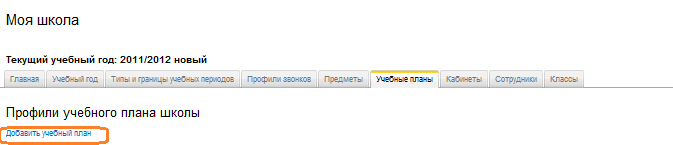 Моя школа
Текущий учебный год: 2011/2012 новый
Главная Учебный год Типы и границы учебных периодов Профили звонков Предметы Учебные планы Кабинеты Сотрудники Классы
Профили учебного плана школы
Добавить учебный план